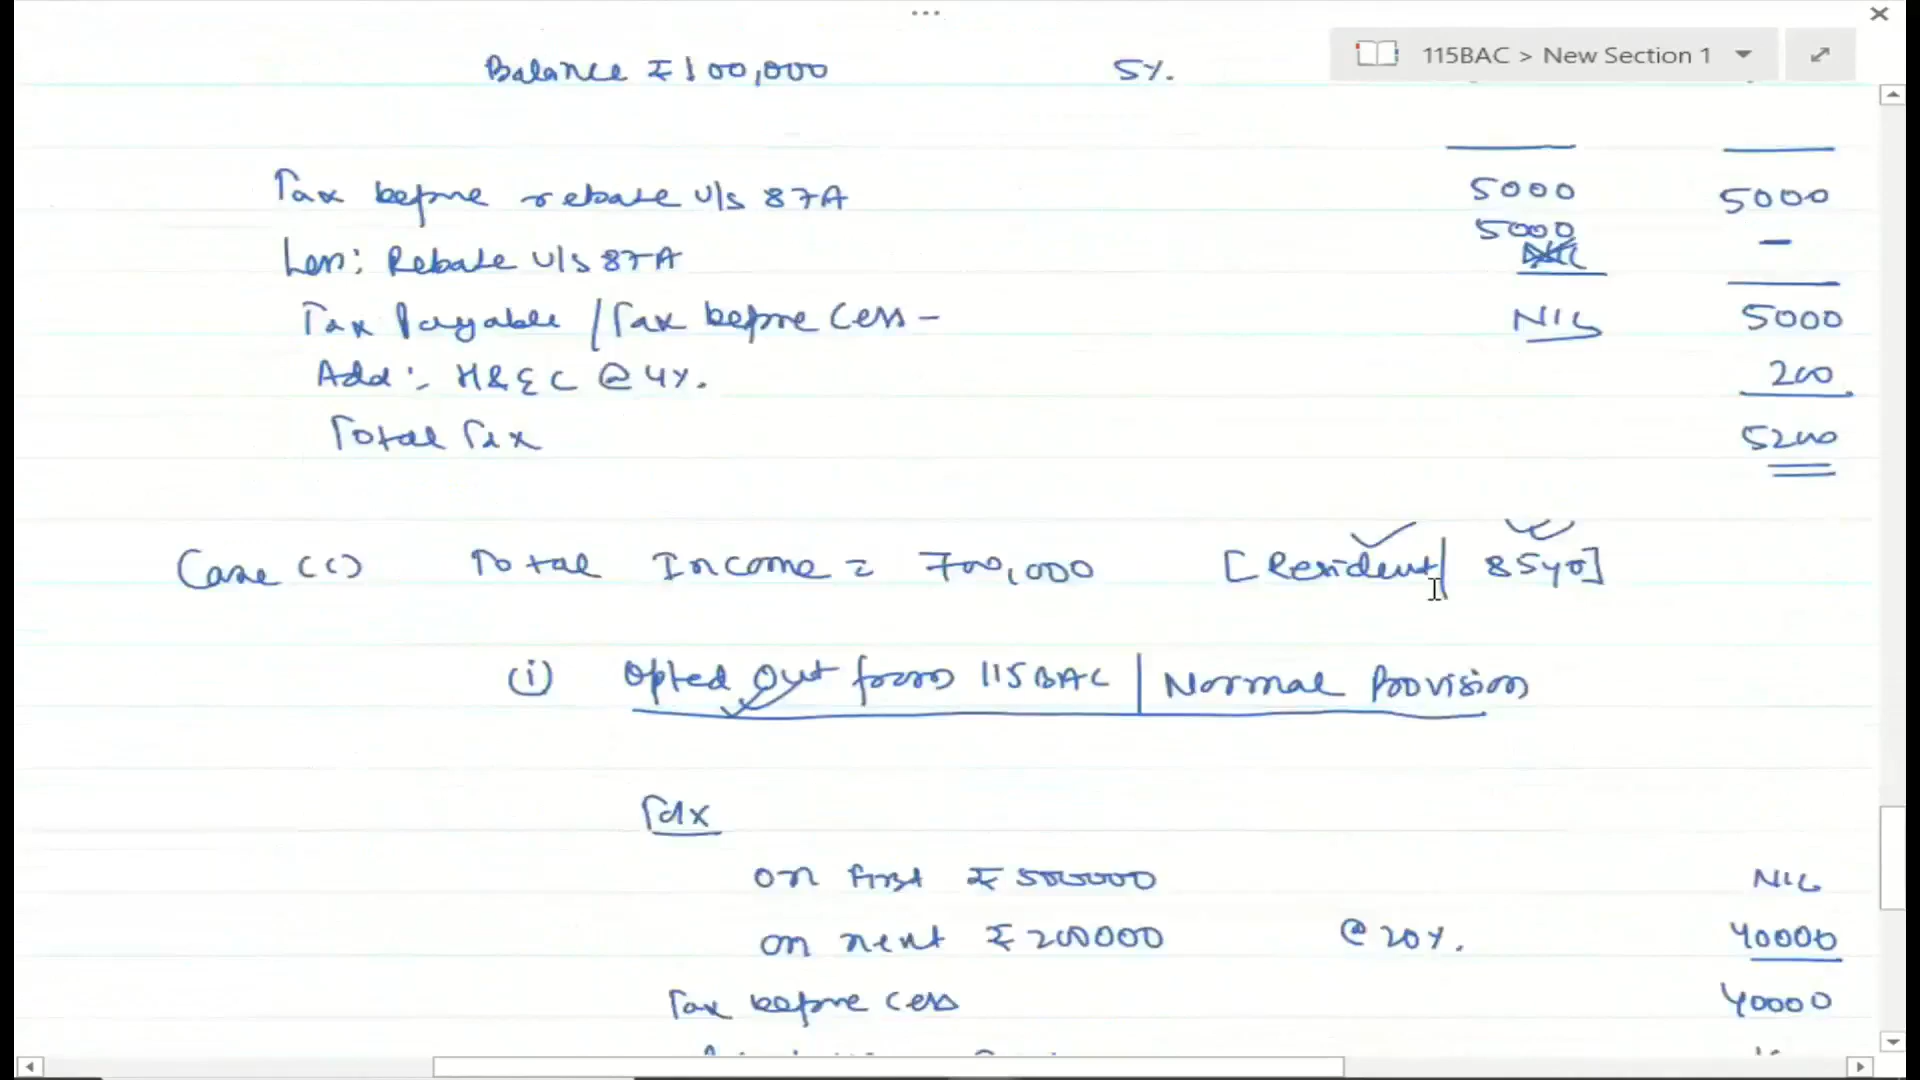 ...
115BAC > New Section 1
Balance ₹ 100,000 5%.
Tax before rebate U/s 87A 5000 5000
Less: Rebate U/s 87A 5000 –
Tax Payable / Tax before Cess – NIL 5000
Add:- H&EC @ 4%. 200
Total Tax 5200
Case (C) Total Income = 700,000 [Resident/ 85yo]
(i) Opted Out from 115BAC | Normal Provision
Tax
on first ₹ 500000 NIL
on next ₹ 200000 @ 20%. 40000
Tax before cess 40000